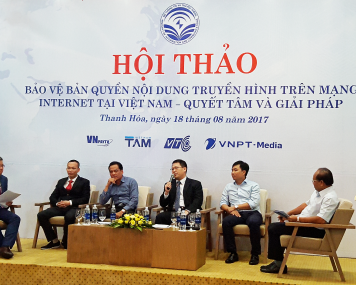 HỘI THẢO
BẢO VỆ BẢN QUYỀN NỘI DUNG TRUYỀN HÌNH TRÊN MẠNG
INTERNET TẠI VIỆT NAM – QUYẾT TÂM VÀ GIẢI PHÁP
Thanh Hóa, ngày 18 tháng 08 năm 2017
VNPAYTV TAM VTC VNPT-Media